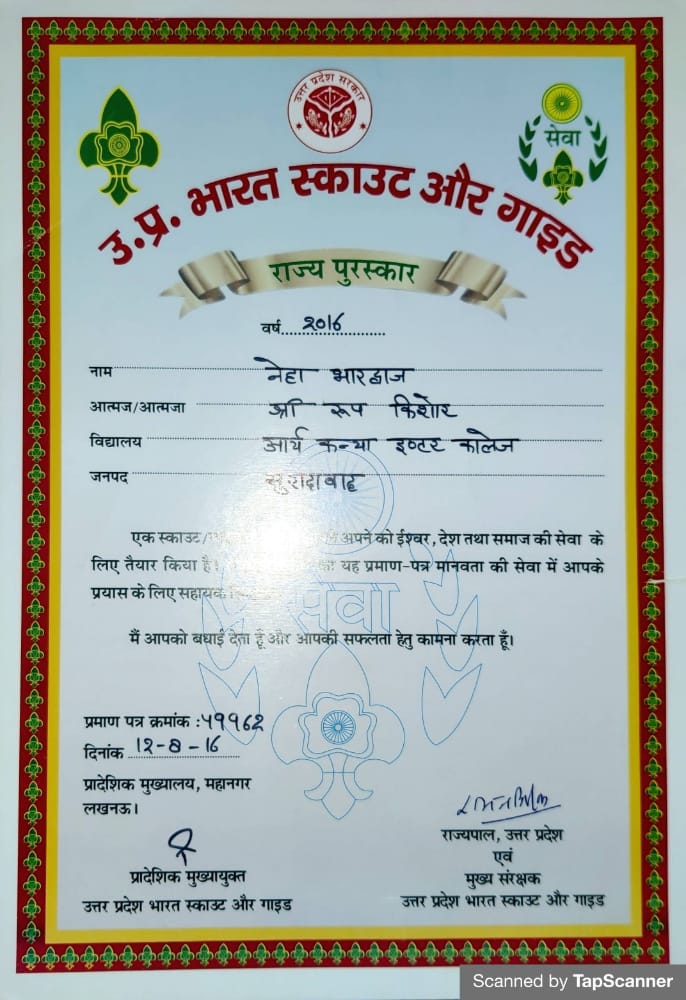 उत्तर प्रदेश सरकार
सेवा
उ.प्र. भारत स्काउट और गाइड
राज्य पुरस्कार
वर्ष 2016
नाम नेहा भारद्वाज
आत्मज/आत्मजा श्री रूप किशोर
विद्यालय आर्य कन्या इण्टर कालेज
जनपद मुरादाबाद
एक स्काउट/ अपने को ईश्वर, देश तथा समाज की सेवा के
लिए तैयार किया है। यह प्रमाण-पत्र मानवता की सेवा में आपके
प्रयास के लिए सहायक
सेवा
मैं आपको बधाई देता हूँ और आपकी सफलता हेतु कामना करता हूँ।
प्रमाण पत्र क्रमांक :५११६२
दिनांक 12-8-16
प्रादेशिक मुख्यालय, महानगर
लखनऊ।
प्रादेशिक मुख्यायुक्त
उत्तर प्रदेश भारत स्काउट और गाइड
राज्यपाल, उत्तर प्रदेश
एवं
मुख्य संरक्षक
उत्तर प्रदेश भारत स्काउट और गाइड
Scanned by TapScanner